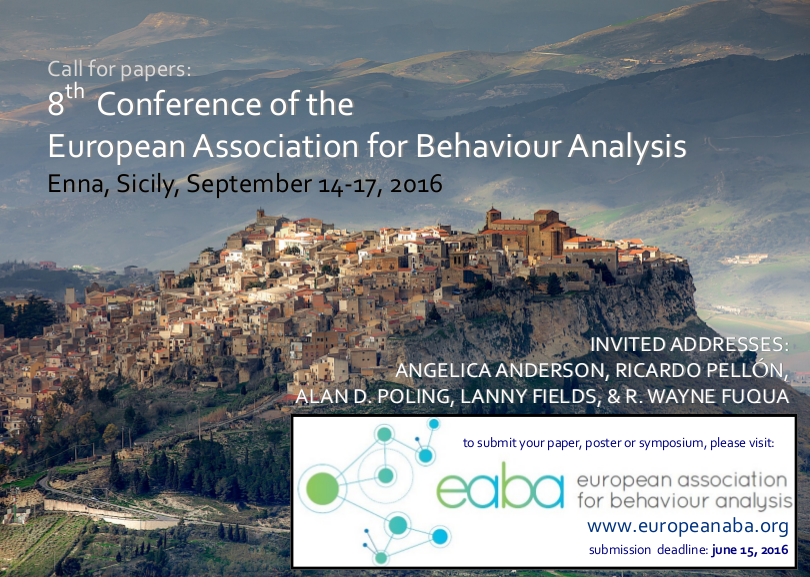 Call for papers:
8th Conference of the
European Association for Behaviour Analysis
Enna, Sicily, September 14-17, 2016
INVITED ADDRESSES:
ANGELICA ANDERSON, RICARDO PELLÓN,
ALAN D. POLING, LANNY FIELDS, & R. WAYNE FUQUA
to submit your paper, poster or symposium, please visit:
eaba european association
for behaviour analysis
www.europeanaba.org
submission deadline: june 15, 2016